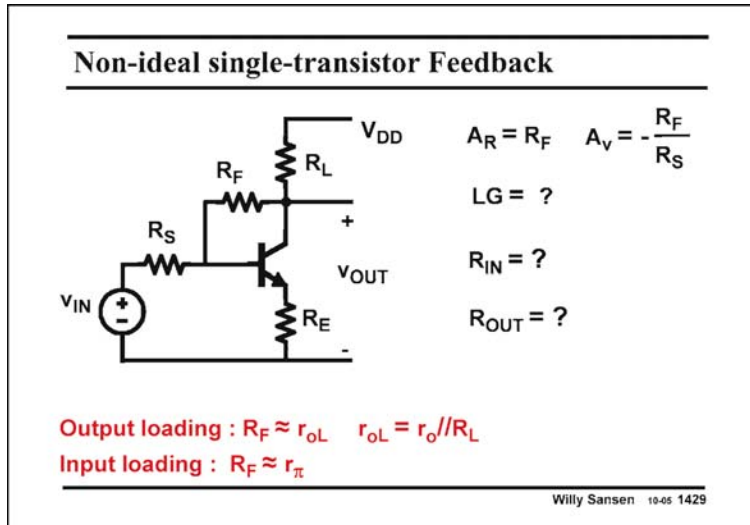 Non-ideal single-transistor Feedback
V_DD
R_L
R_F
R_S
+
v_OUT
v_IN
+
-
R_E
-
A_R = R_F A_v = - R_F / R_S
LG = ?
R_IN = ?
R_OUT = ?
Output loading : R_F ≈ r_oL r_oL = r_o//R_L
Input loading : R_F ≈ r_π
Willy Sansen 10-05 1429